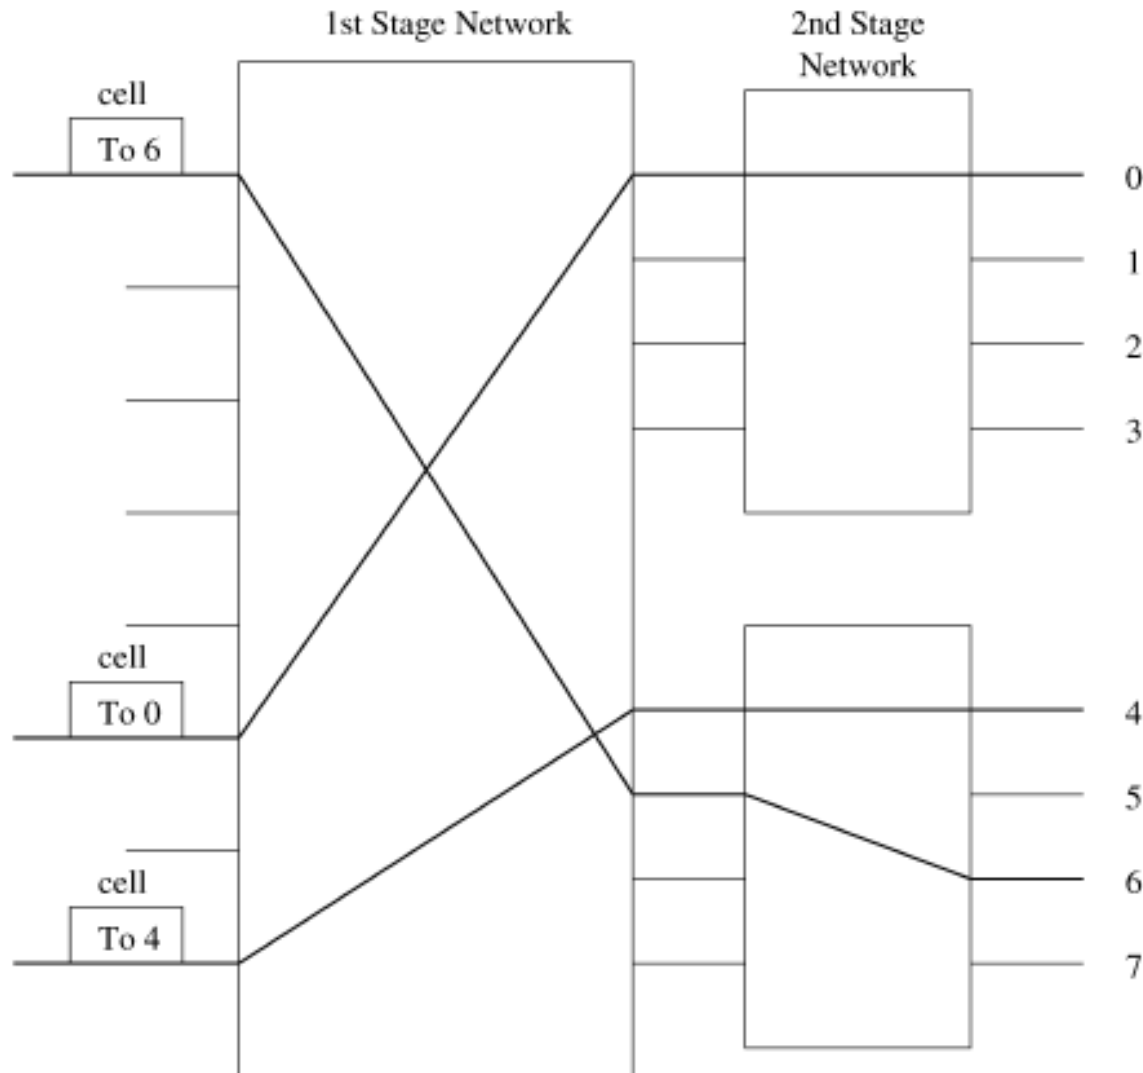 1st Stage Network
2nd Stage
Network
cell
To 6
0
1
2
3
cell
To 0
4
5
6
cell
To 4
7